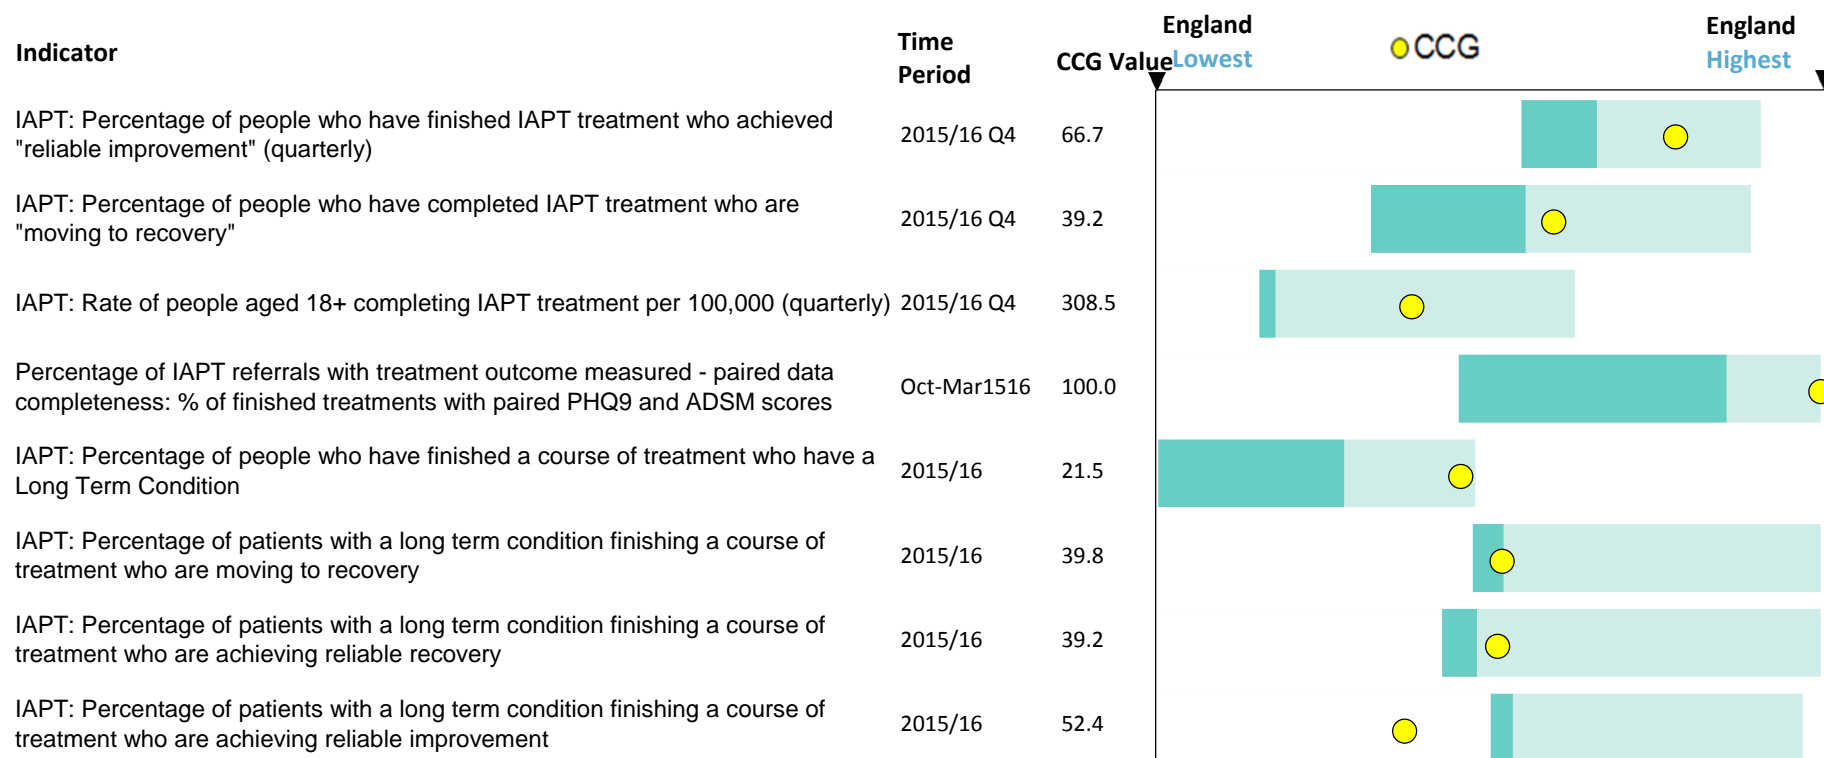 Indicator
Time Period
CCG Value
England Lowest
CCG
England Highest
IAPT: Percentage of people who have finished IAPT treatment who achieved
"reliable improvement" (quarterly)
2015/16 Q4
66.7
IAPT: Percentage of people who have completed IAPT treatment who are
"moving to recovery"
2015/16 Q4
39.2
IAPT: Rate of people aged 18+ completing IAPT treatment per 100,000 (quarterly)
2015/16 Q4
308.5
Percentage of IAPT referrals with treatment outcome measured - paired data
completeness: % of finished treatments with paired PHQ9 and ADSM scores
Oct-Mar1516
100.0
IAPT: Percentage of people who have finished a course of treatment who have a
Long Term Condition
2015/16
21.5
IAPT: Percentage of patients with a long term condition finishing a course of
treatment who are moving to recovery
2015/16
39.8
IAPT: Percentage of patients with a long term condition finishing a course of
treatment who are achieving reliable recovery
2015/16
39.2
IAPT: Percentage of patients with a long term condition finishing a course of
treatment who are achieving reliable improvement
2015/16
52.4